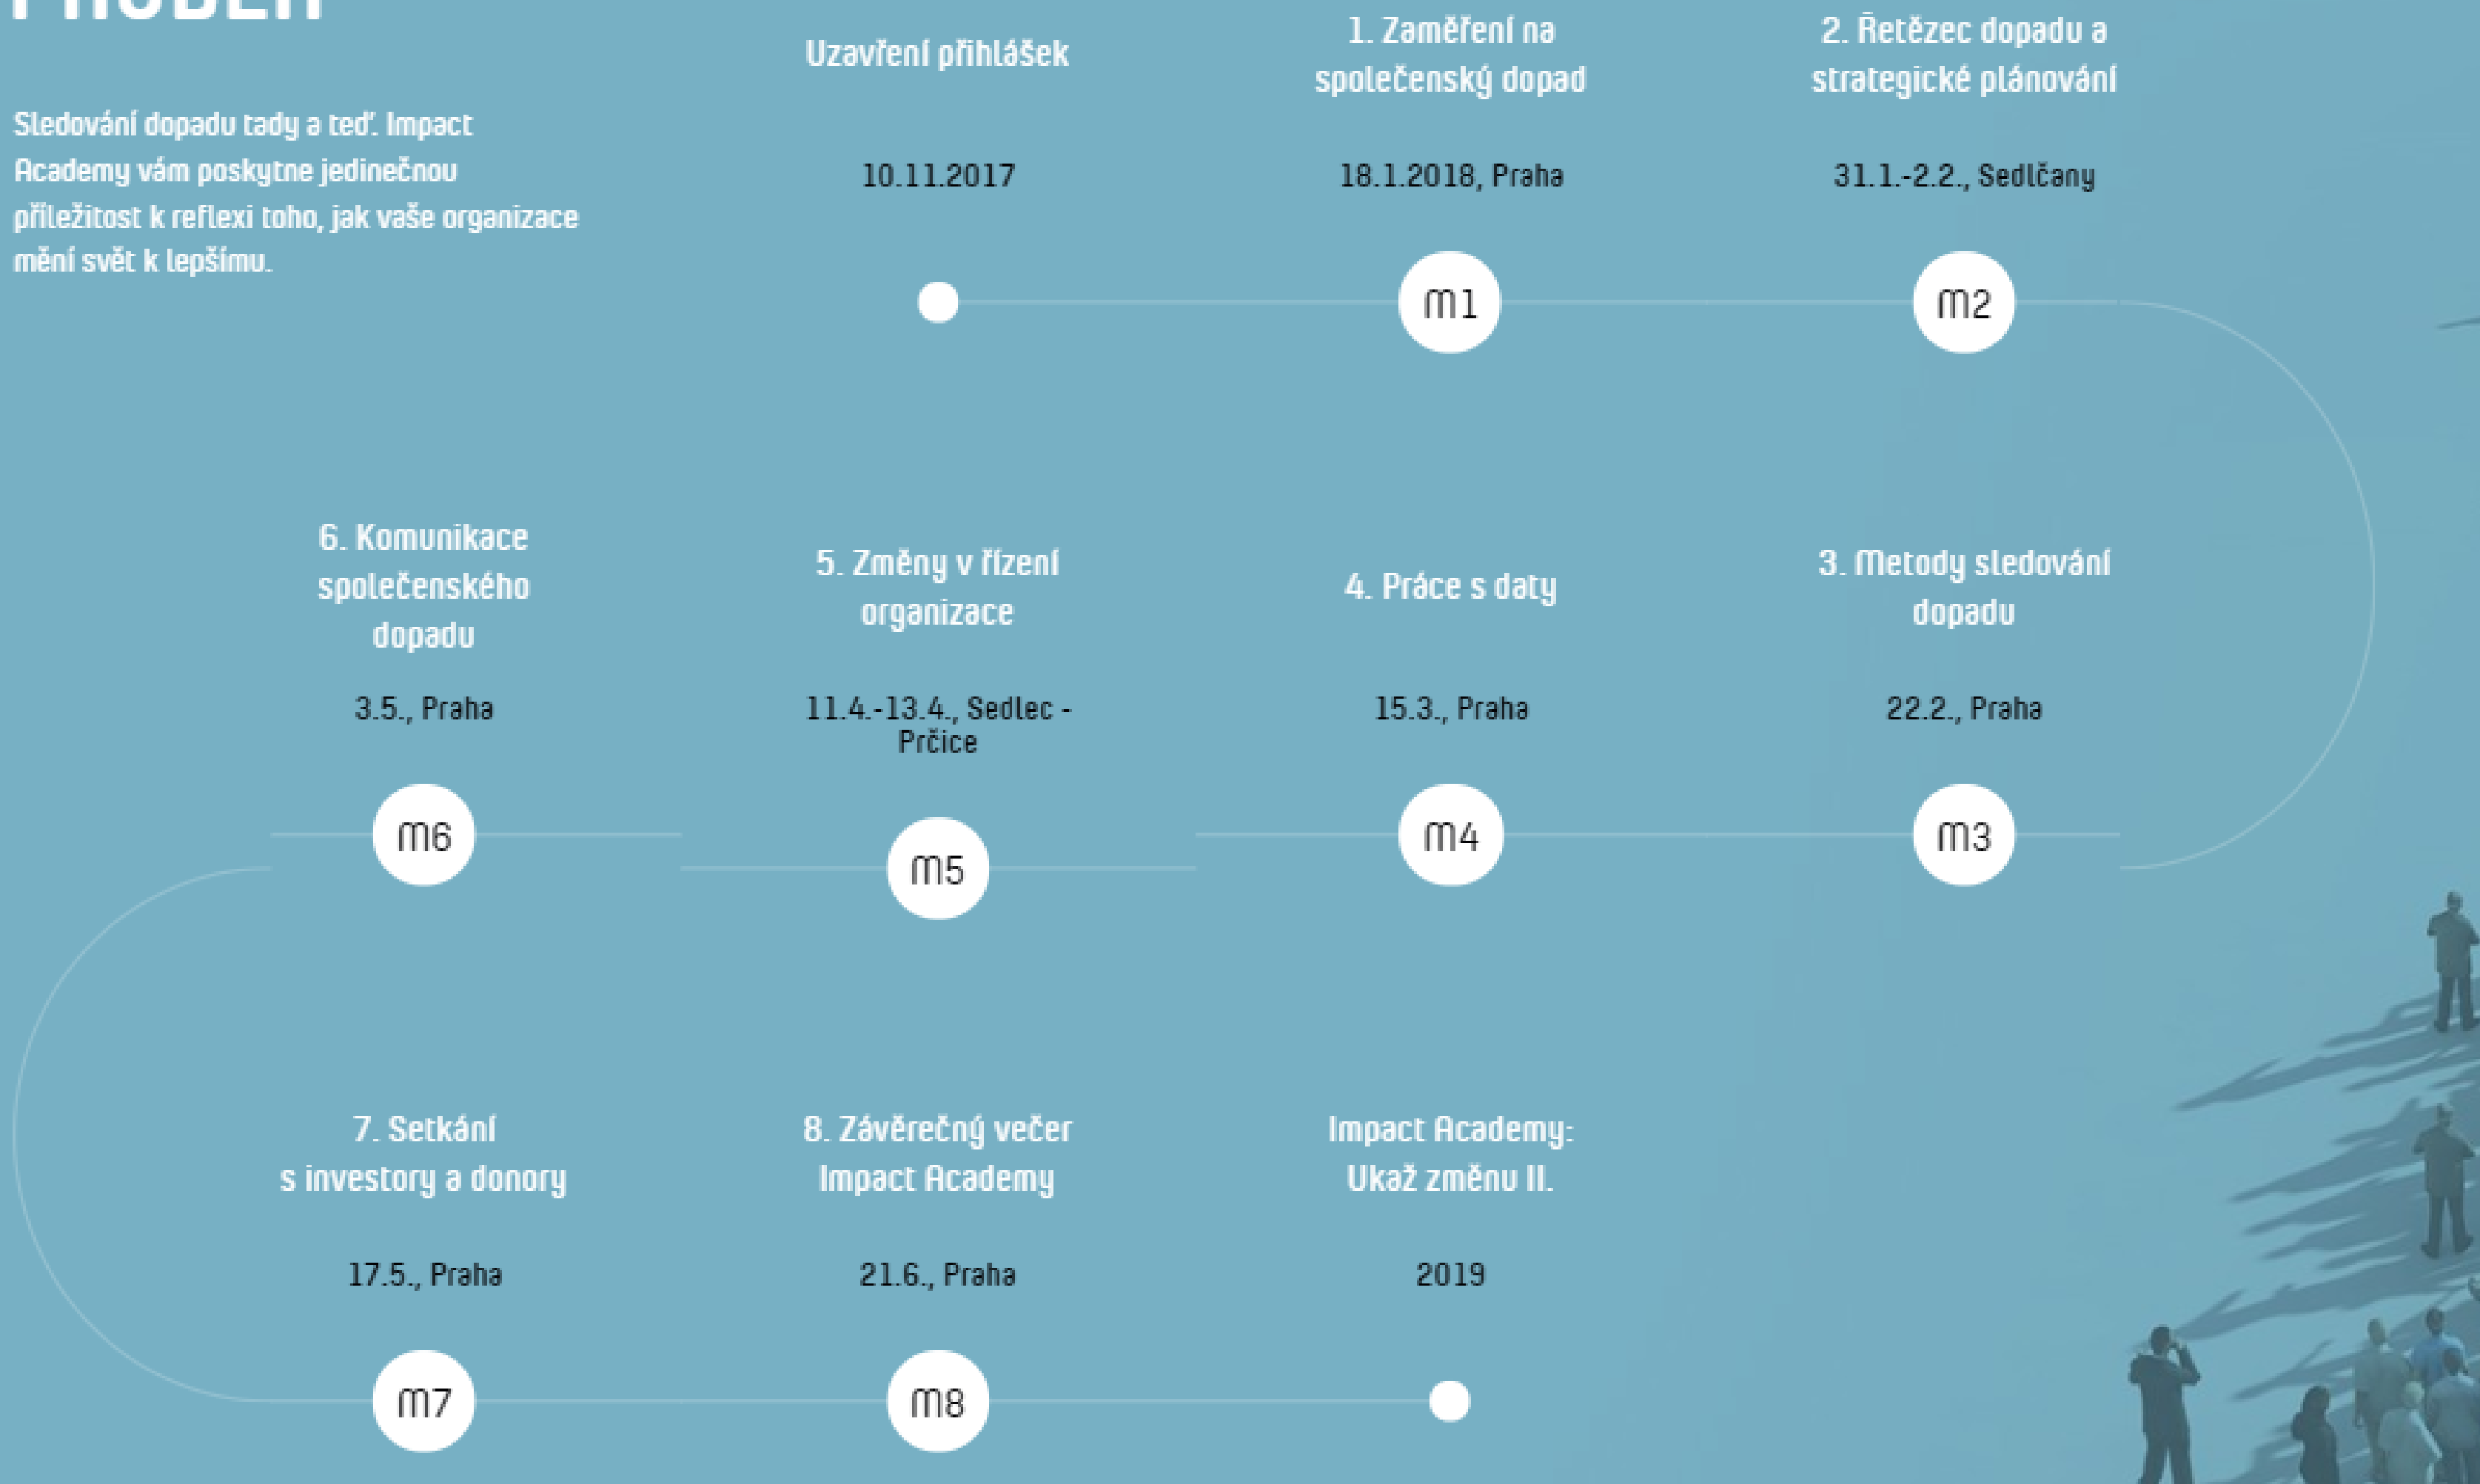 PRŮBĚH
Sledování dopadu tady a teď. Impact
Academy vám poskytne jedinečnou
příležitost k reflexi toho, jak vaše organizace
mění svět k lepšímu.
Uzavření přihlášek
10.11.2017
1. Zaměření na
společenský dopad
18.1.2018, Praha
M1
2. Řetězec dopadu a
strategické plánování
31.1.-2.2., Sedlčany
M2
6. Komunikace
společenského
dopadu
3.5., Praha
M6
5. Změny v řízení
organizace
11.4.-13.4., Sedlec -
Prčice
M5
4. Práce s daty
15.3., Praha
M4
3. Metody sledování
dopadu
22.2., Praha
M3
7. Setkání
s investory a donory
17.5., Praha
M7
8. Závěrečný večer
Impact Academy
21.6., Praha
M8
Impact Academy:
Ukaž změnu II.
2019